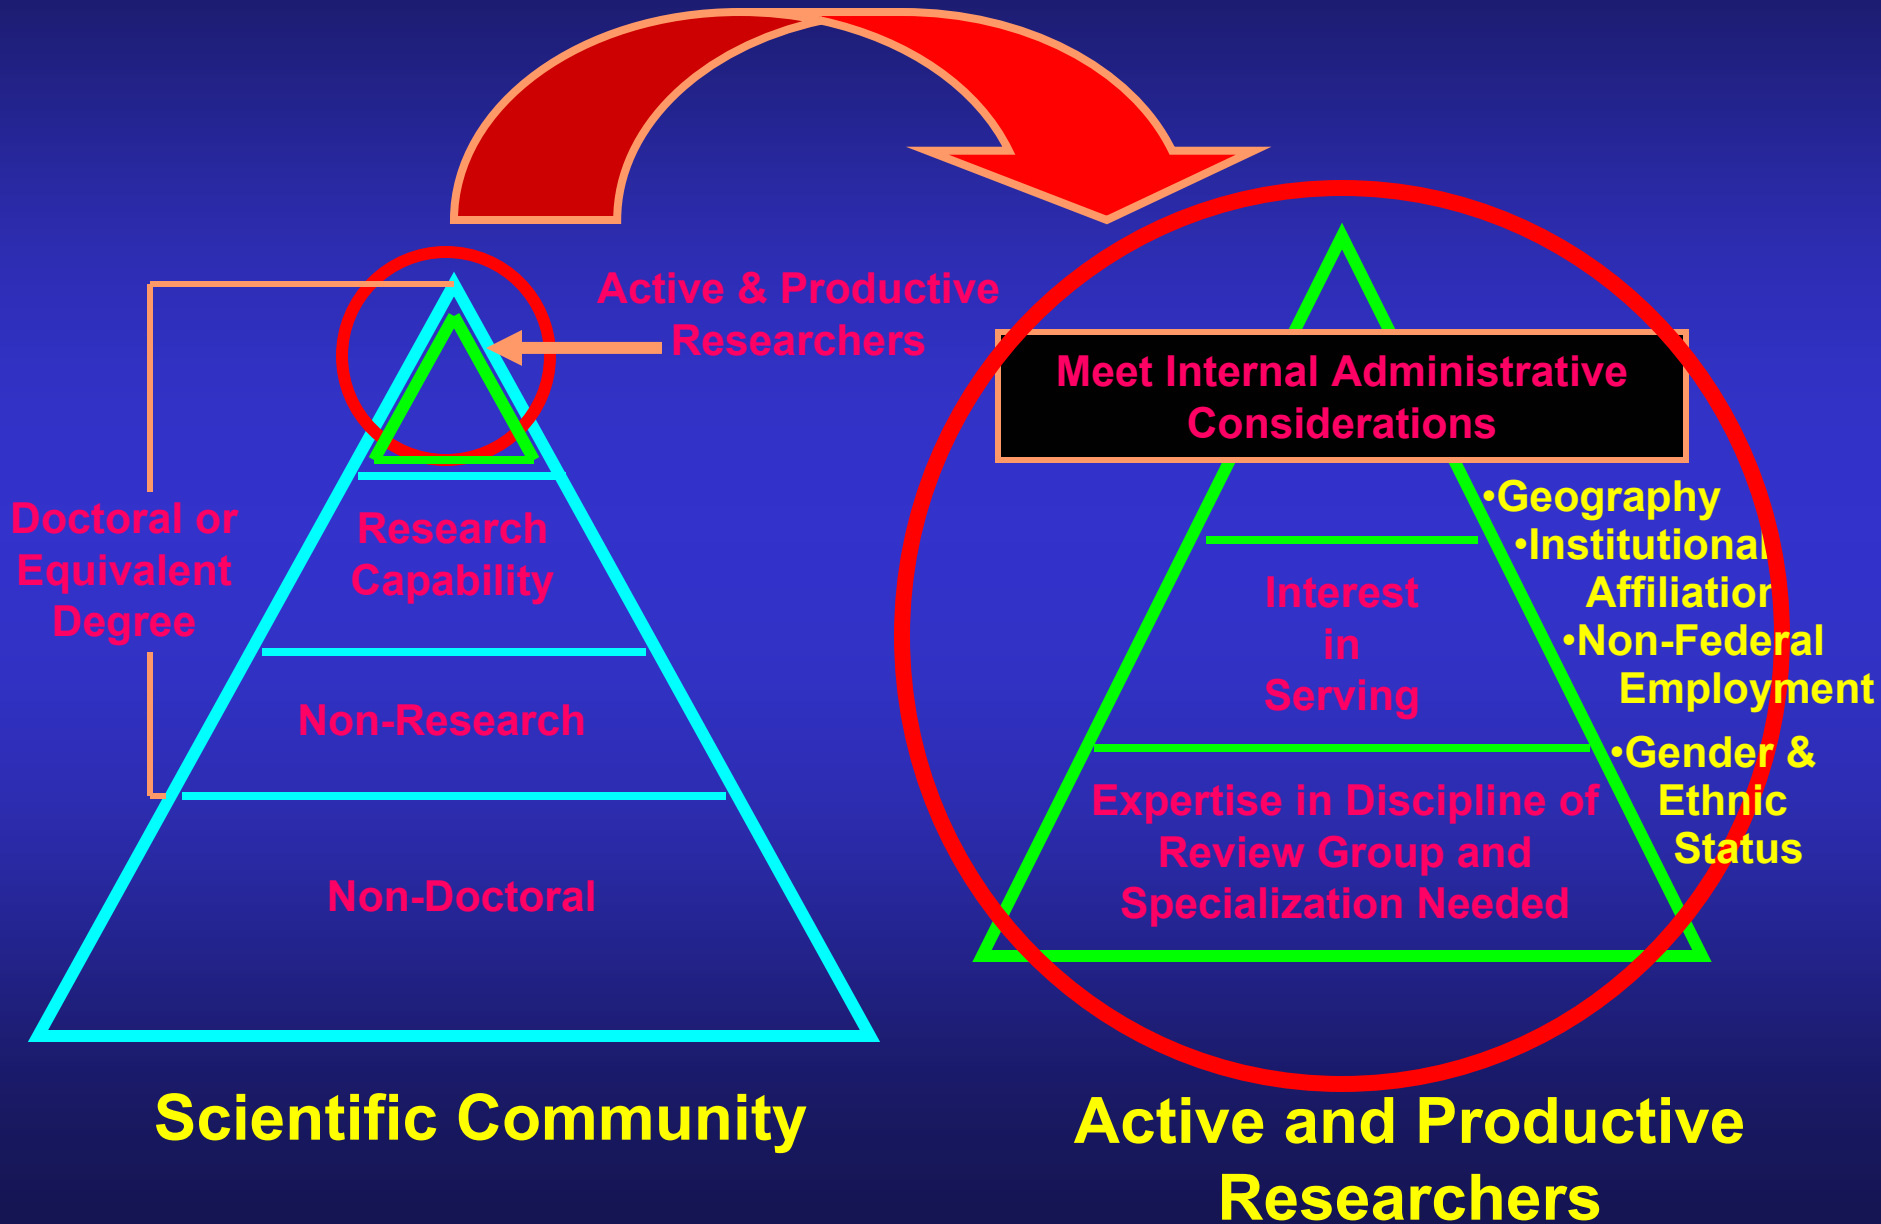 Active & Productive
Researchers
Doctoral or
Equivalent
Degree
Research
Capability
Non-Research
Non-Doctoral
Scientific Community
Meet Internal Administrative
Considerations
•Geography
•Institutional
Affiliation
•Non-Federal
Employment
•Gender &
Ethnic
Status
Interest
in
Serving
Expertise in Discipline of
Review Group and
Specialization Needed
Active and Productive
Researchers